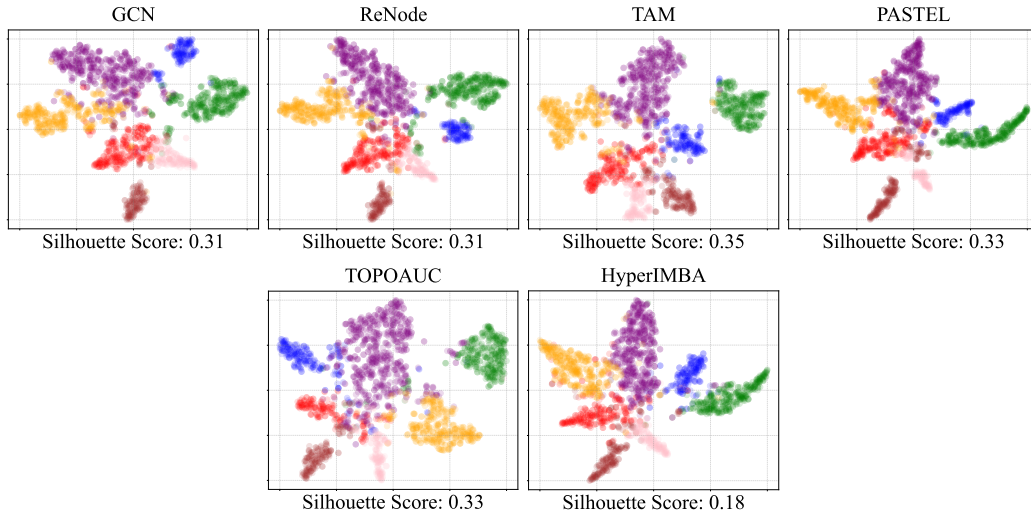 GCN
ReNode
TAM
PASTEL
Silhouette Score: 0.31
Silhouette Score: 0.31
Silhouette Score: 0.35
Silhouette Score: 0.33
TOPOAUC
HyperIMBA
Silhouette Score: 0.33
Silhouette Score: 0.18